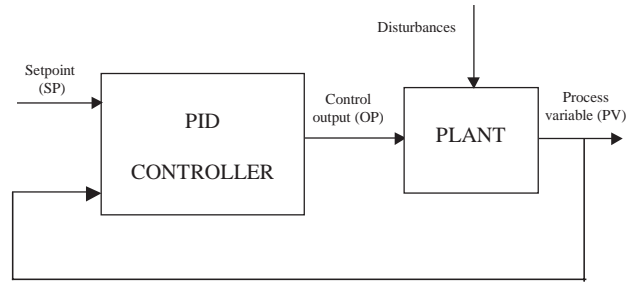 Disturbances
Setpoint
(SP)
PID
CONTROLLER
Control
output (OP)
PLANT
Process
variable (PV)